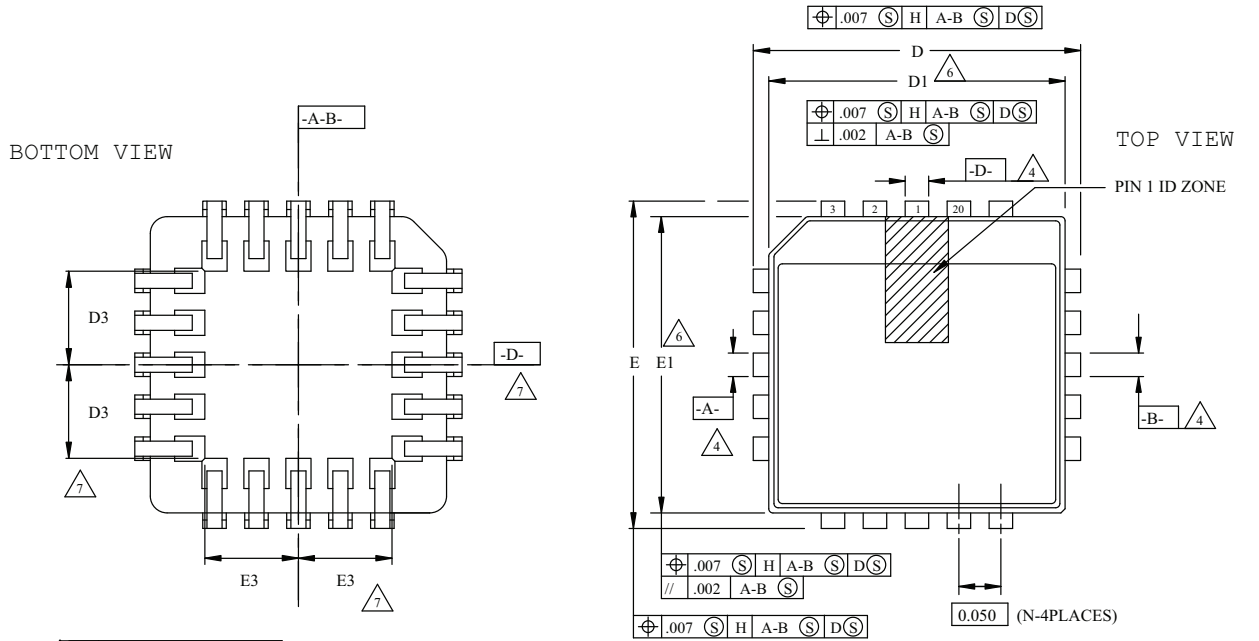 ⌖ .007 Ⓢ H A-B Ⓢ D Ⓢ
D
D1 6
⌖ .007 Ⓢ H A-B Ⓢ D Ⓢ
⊥ .002 A-B Ⓢ
-A-B-
BOTTOM VIEW
TOP VIEW
-D- 4
PIN 1 ID ZONE
3 2 1 20
D3
D3
-D-
7
7
E3 E3
7
E E1 6
-A-
4
-B- 4
⌖ .007 Ⓢ H A-B Ⓢ D Ⓢ
// .002 A-B Ⓢ
⌖ .007 Ⓢ H A-B Ⓢ D Ⓢ
0.050 (N-4PLACES)